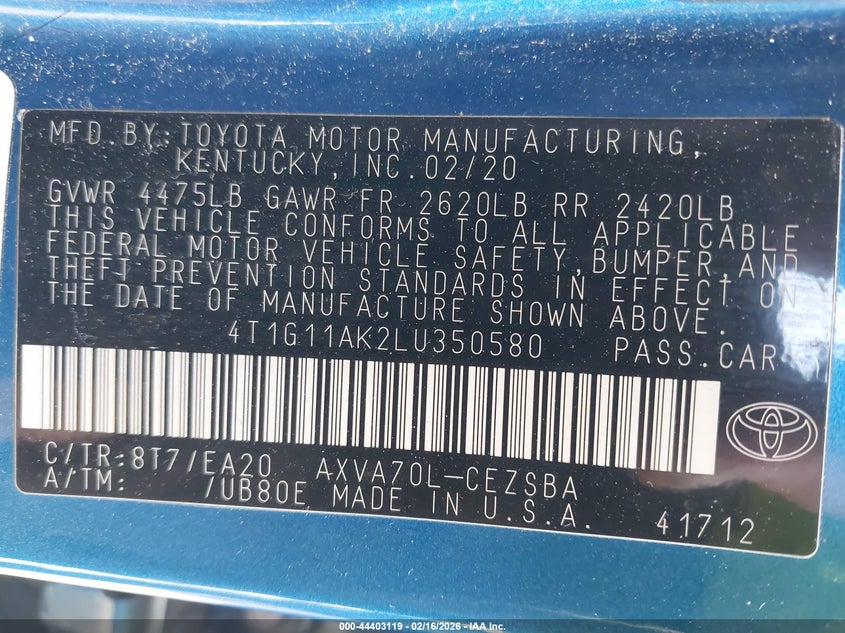 MFD BY: TOYOTA MOTOR MANUFACTURING,
KENTUCKY, INC. 02/20
GVWR 4475LB GAWR FR 2620LB RR 2420LB
THIS VEHICLE CONFORMS TO ALL APPLICABLE
FEDERAL MOTOR VEHICLE SAFETY, BUMPER, AND
THEFT PREVENTION STANDARDS IN EFFECT ON
THE DATE OF MANUFACTURE SHOWN ABOVE.
4T1G11AK2LU350580 PASS.CAR
C/TR:8T7/EA20 AXVA70L-CEZSBA
A/TM: /UB80E MADE IN U.S.A. 41712
000-44403119 - 02/16/2026 - IAA Inc.